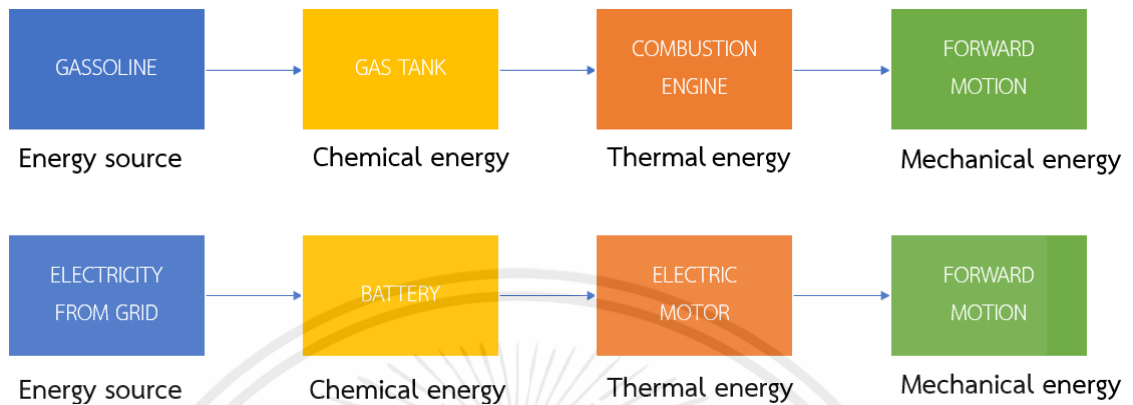 GASSOLINE
GAS TANK
COMBUSTION
ENGINE
FORWARD
MOTION
Energy source
Chemical energy
Thermal energy
Mechanical energy
ELECTRICITY
FROM GRID
BATTERY
ELECTRIC
MOTOR
FORWARD
MOTION
Energy source
Chemical energy
Thermal energy
Mechanical energy